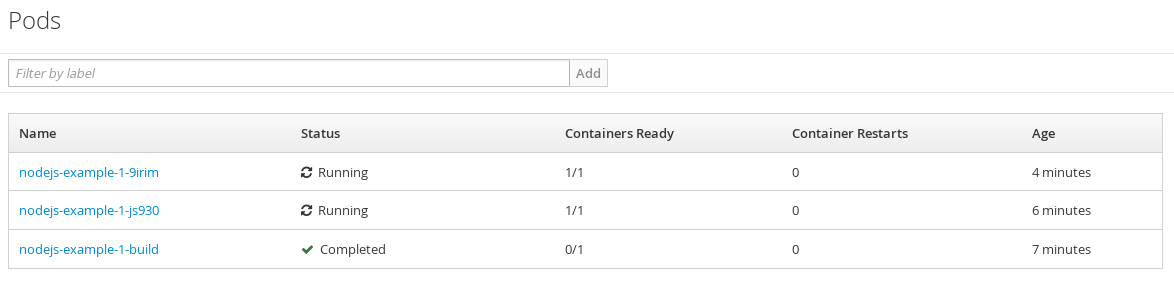 Pods
Filter by label Add
Name Status Containers Ready Container Restarts Age
nodejs-example-1-9irim Running 1/1 0 4 minutes
nodejs-example-1-js930 Running 1/1 0 6 minutes
nodejs-example-1-build Completed 0/1 0 7 minutes